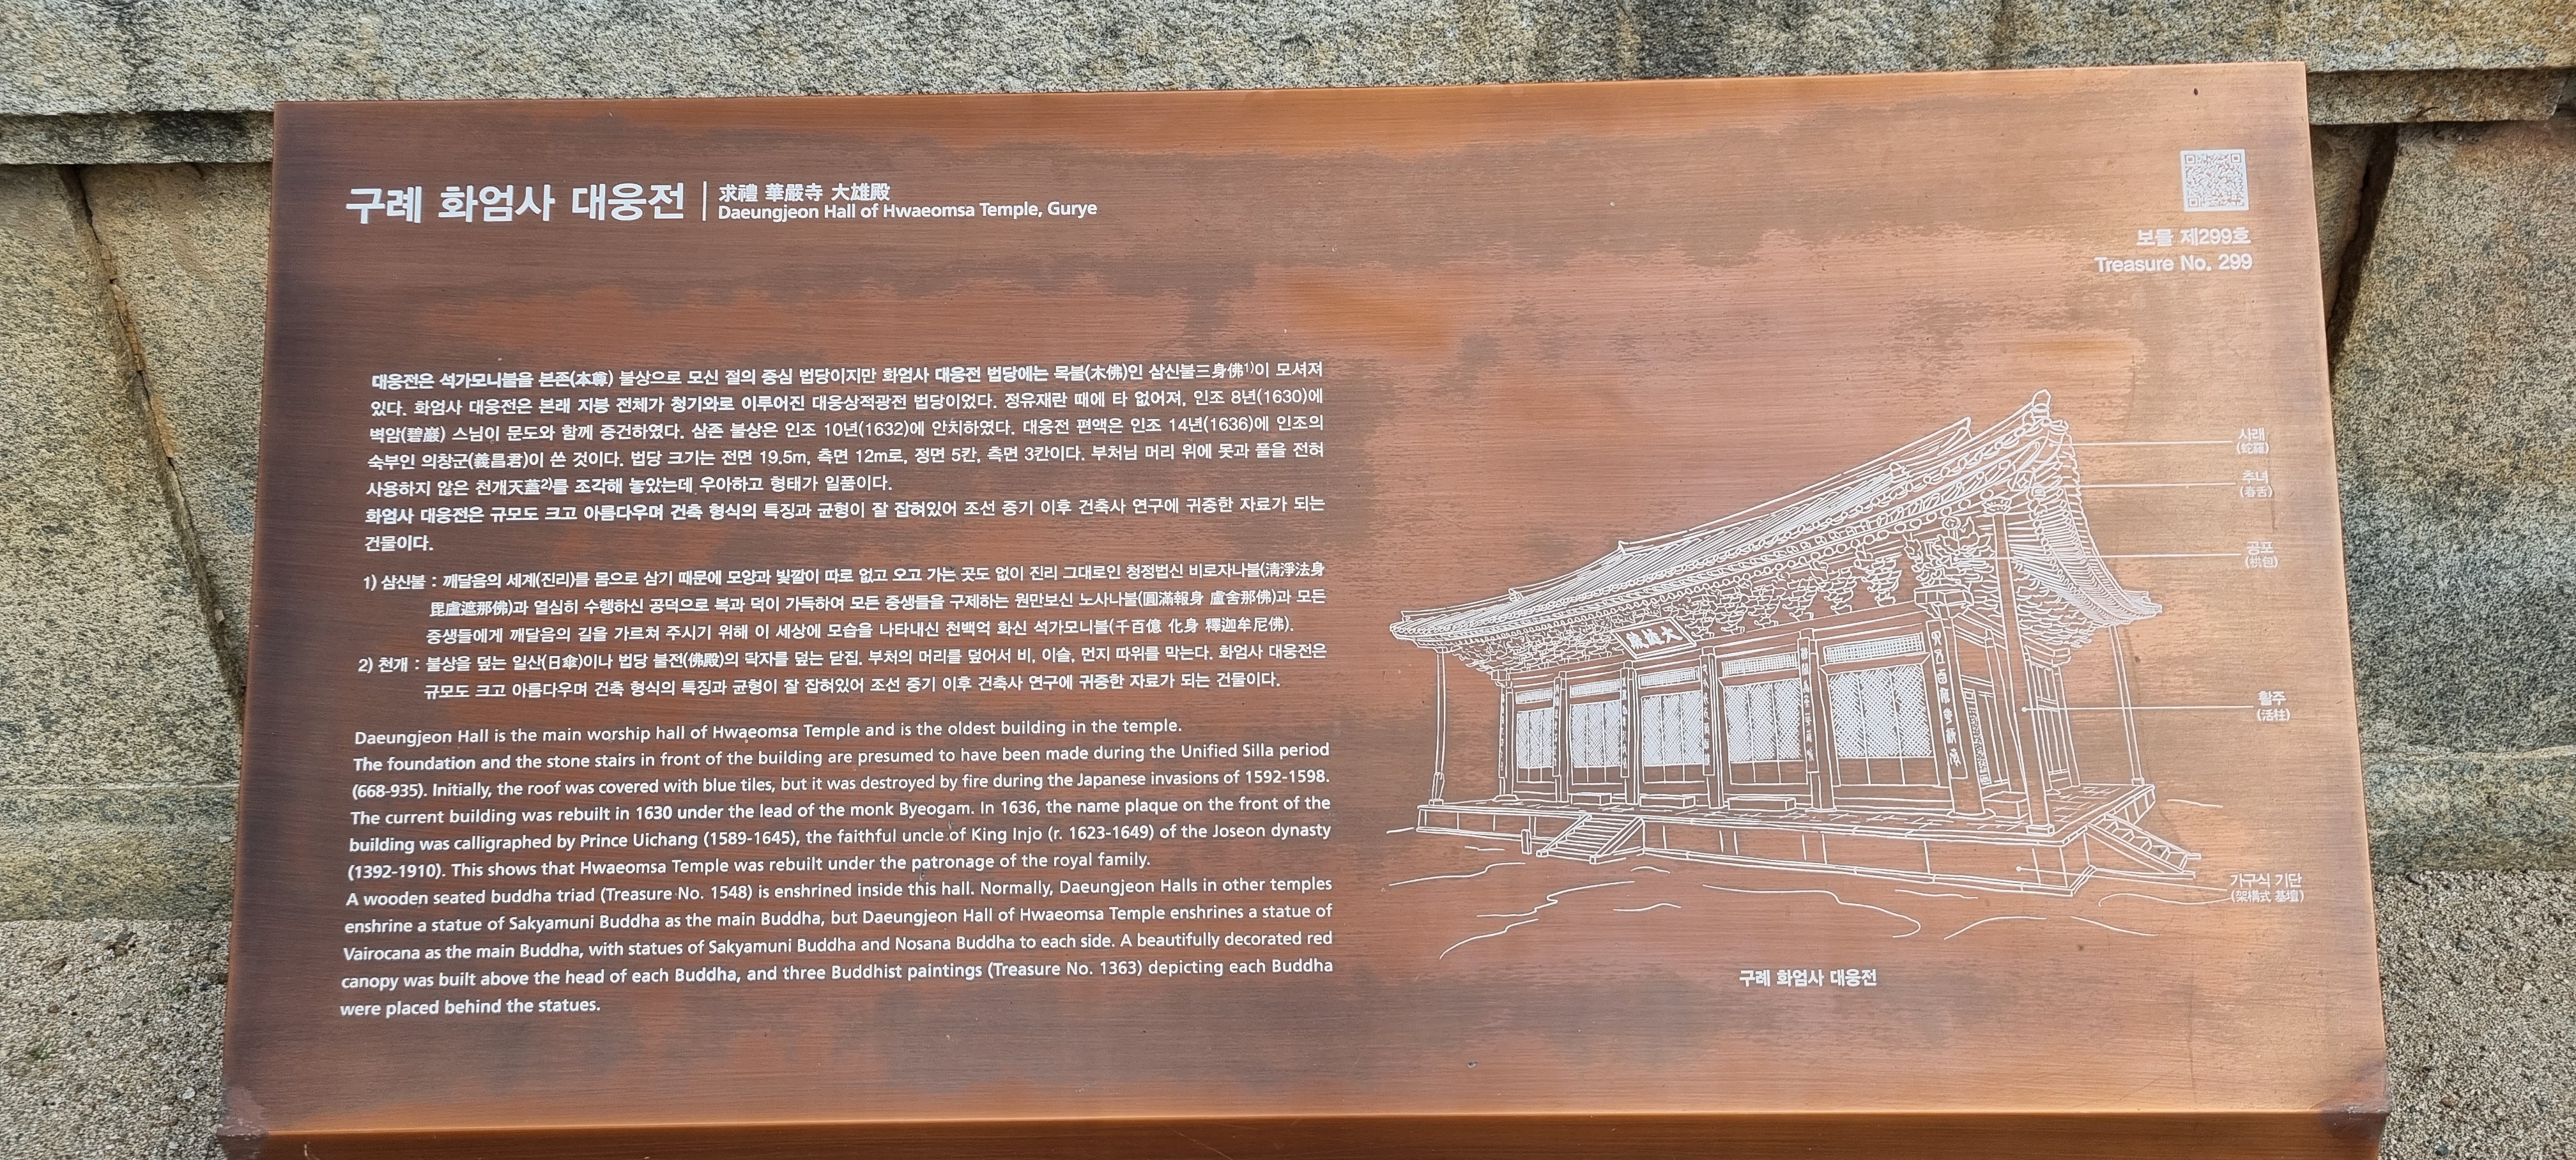 구례 화엄사 대웅전
求禮 華嚴寺 大雄殿
Daeungjeon Hall of Hwaeomsa Temple, Gurye
보물 제299호
Treasure No. 299
대웅전은 석가모니불을 본존(本尊) 불상으로 모신 절의 중심 법당이지만 화엄사 대웅전 법당에는 목불(木佛)인 삼신불三身佛1)이 모셔져
있다. 화엄사 대웅전은 본래 지붕 전체가 청기와로 이루어진 대웅상적광전 법당이었다. 정유재란 때에 타 없어져, 인조 8년(1630)에
벽암(碧巖) 스님이 문도와 함께 중건하였다. 삼존 불상은 인조 10년(1632)에 안치하였다. 대웅전 편액은 인조 14년(1636)에 인조의
숙부인 의창군(義昌君)이 쓴 것이다. 법당 크기는 전면 19.5m, 측면 12m로, 정면 5칸, 측면 3칸이다. 부처님 머리 위에 못과 풀을 전혀
사용하지 않은 천개天蓋2)를 조각해 놓았는데 우아하고 형태가 일품이다.
화엄사 대웅전은 규모도 크고 아름다우며 건축 형식의 특징과 균형이 잘 잡혀있어 조선 중기 이후 건축사 연구에 귀중한 자료가 되는
건물이다.
1) 삼신불 : 깨달음의 세계(진리)를 몸으로 삼기 때문에 모양과 빛깔이 따로 없고 오고 가는 곳도 없이 진리 그대로인 청정법신 비로자나불(淸淨法身
毘盧遮那佛)과 열심히 수행하신 공덕으로 복과 덕이 가득하여 모든 중생들을 구제하는 원만보신 노사나불(圓滿報身 盧舍那佛)과 모든
중생들에게 깨달음의 길을 가르쳐 주시기 위해 이 세상에 모습을 나타내신 천백억 화신 석가모니불(千百億 化身 釋迦牟尼佛).
2) 천개 : 불상을 덮는 일산(日傘)이나 법당 불전(佛殿)의 탁자를 덮는 닫집. 부처의 머리를 덮어서 비, 이슬, 먼지 따위를 막는다. 화엄사 대웅전은
규모도 크고 아름다우며 건축 형식의 특징과 균형이 잘 잡혀있어 조선 중기 이후 건축사 연구에 귀중한 자료가 되는 건물이다.
Daeungjeon Hall is the main worship hall of Hwaeomsa Temple and is the oldest building in the temple.
The foundation and the stone stairs in front of the building are presumed to have been made during the Unified Silla period
(668-935). Initially, the roof was covered with blue tiles, but it was destroyed by fire during the Japanese invasions of 1592-1598.
The current building was rebuilt in 1630 under the lead of the monk Byeogam. In 1636, the name plaque on the front of the
building was calligraphed by Prince Uichang (1589-1645), the faithful uncle of King Injo (r. 1623-1649) of the Joseon dynasty
(1392-1910). This shows that Hwaeomsa Temple was rebuilt under the patronage of the royal family.
A wooden seated buddha triad (Treasure No. 1548) is enshrined inside this hall. Normally, Daeungjeon Halls in other temples
enshrine a statue of Sakyamuni Buddha as the main Buddha, but Daeungjeon Hall of Hwaeomsa Temple enshrines a statue of
Vairocana as the main Buddha, with statues of Sakyamuni Buddha and Nosana Buddha to each side. A beautifully decorated red
canopy was built above the head of each Buddha, and three Buddhist paintings (Treasure No. 1363) depicting each Buddha
were placed behind the statues.
사래
(蛇羅)
추녀
(春舌)
공포
(栱包)
활주
(活柱)
가구식 기단
(架構式 基壇)
구례 화엄사 대웅전